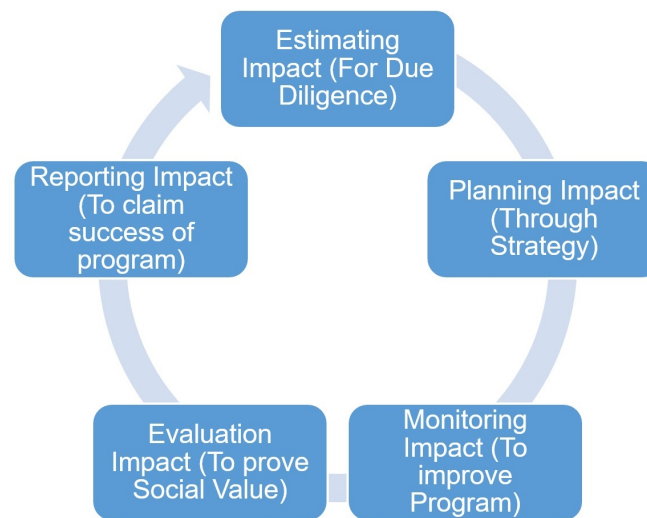 Estimating
Impact (For Due
Diligence)
Planning Impact
(Through
Strategy)
Monitoring
Impact (To
improve
Program)
Evaluation
Impact (To prove
Social Value)
Reporting Impact
(To claim
success of
program)